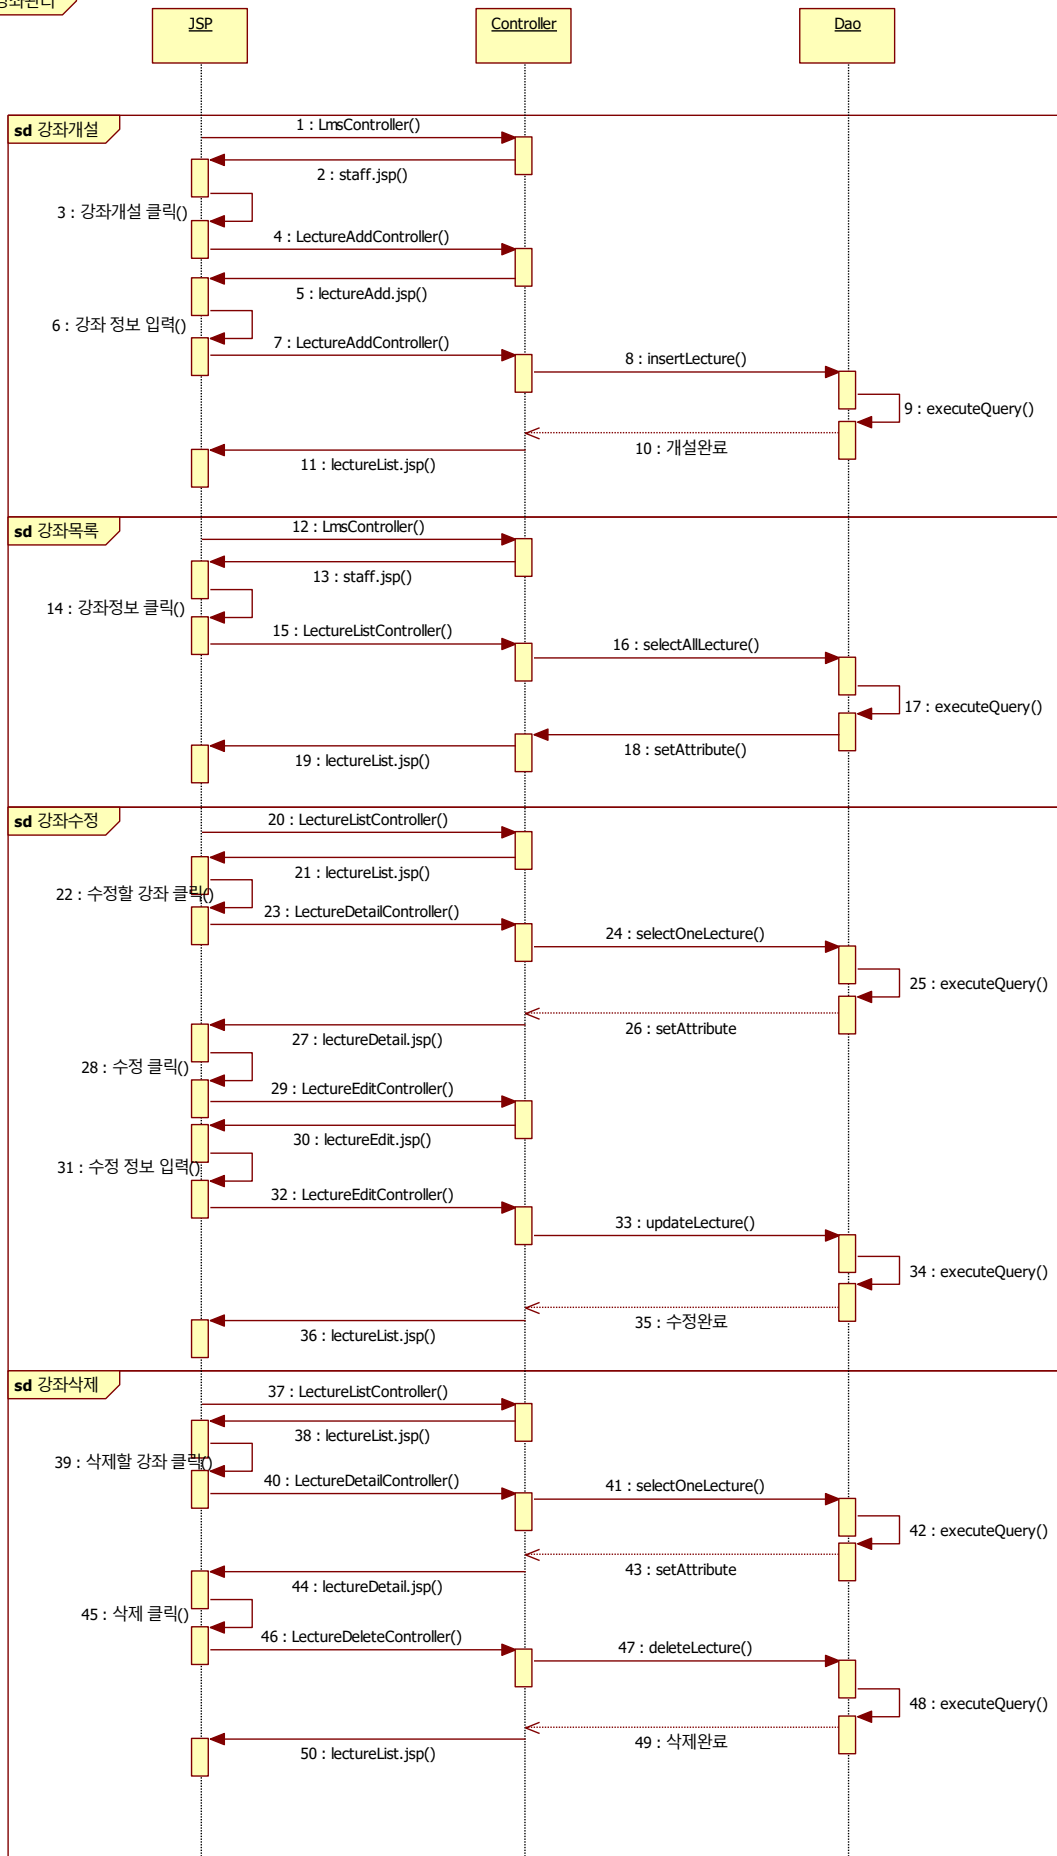 강좌관리
JSP
Controller
Dao
sd 강좌개설
1 : LmsController()
2 : staff.jsp()
3 : 강좌개설 클릭()
4 : LectureAddController()
5 : lectureAdd.jsp()
6 : 강좌 정보 입력()
7 : LectureAddController()
8 : insertLecture()
9 : executeQuery()
10 : 개설완료
11 : lectureList.jsp()
sd 강좌목록
12 : LmsController()
13 : staff.jsp()
14 : 강좌정보 클릭()
15 : LectureListController()
16 : selectAllLecture()
17 : executeQuery()
18 : setAttribute()
19 : lectureList.jsp()
sd 강좌수정
20 : LectureListController()
21 : lectureList.jsp()
22 : 수정할 강좌 클릭()
23 : LectureDetailController()
24 : selectOneLecture()
25 : executeQuery()
26 : setAttribute
27 : lectureDetail.jsp()
28 : 수정 클릭()
29 : LectureEditController()
30 : lectureEdit.jsp()
31 : 수정 정보 입력()
32 : LectureEditController()
33 : updateLecture()
34 : executeQuery()
35 : 수정완료
36 : lectureList.jsp()
sd 강좌삭제
37 : LectureListController()
38 : lectureList.jsp()
39 : 삭제할 강좌 클릭()
40 : LectureDetailController()
41 : selectOneLecture()
42 : executeQuery()
43 : setAttribute
44 : lectureDetail.jsp()
45 : 삭제 클릭()
46 : LectureDeleteController()
47 : deleteLecture()
48 : executeQuery()
49 : 삭제완료
50 : lectureList.jsp()